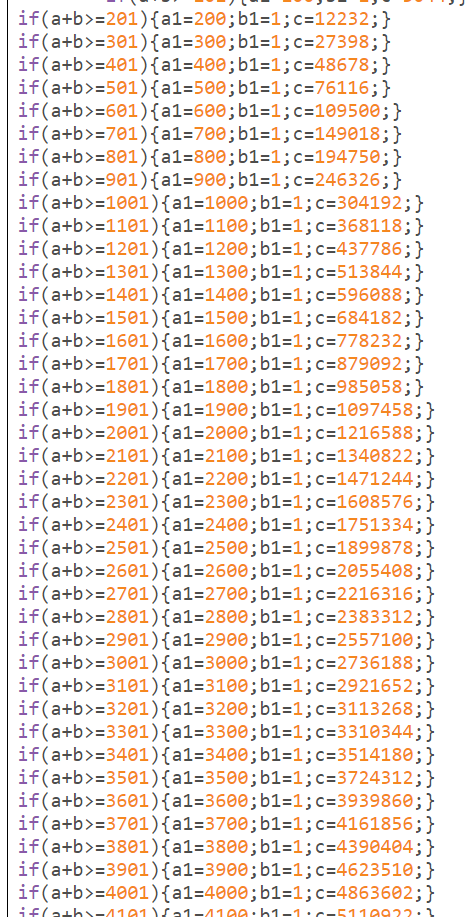 if(a+b>=201){a1=200;b1=1;c=12232;}
if(a+b>=301){a1=300;b1=1;c=27398;}
if(a+b>=401){a1=400;b1=1;c=48678;}
if(a+b>=501){a1=500;b1=1;c=76116;}
if(a+b>=601){a1=600;b1=1;c=109500;}
if(a+b>=701){a1=700;b1=1;c=149018;}
if(a+b>=801){a1=800;b1=1;c=194750;}
if(a+b>=901){a1=900;b1=1;c=246326;}
if(a+b>=1001){a1=1000;b1=1;c=304192;}
if(a+b>=1101){a1=1100;b1=1;c=368118;}
if(a+b>=1201){a1=1200;b1=1;c=437786;}
if(a+b>=1301){a1=1300;b1=1;c=513844;}
if(a+b>=1401){a1=1400;b1=1;c=596088;}
if(a+b>=1501){a1=1500;b1=1;c=684182;}
if(a+b>=1601){a1=1600;b1=1;c=778232;}
if(a+b>=1701){a1=1700;b1=1;c=879092;}
if(a+b>=1801){a1=1800;b1=1;c=985058;}
if(a+b>=1901){a1=1900;b1=1;c=1097458;}
if(a+b>=2001){a1=2000;b1=1;c=1216588;}
if(a+b>=2101){a1=2100;b1=1;c=1340822;}
if(a+b>=2201){a1=2200;b1=1;c=1471244;}
if(a+b>=2301){a1=2300;b1=1;c=1608576;}
if(a+b>=2401){a1=2400;b1=1;c=1751334;}
if(a+b>=2501){a1=2500;b1=1;c=1899878;}
if(a+b>=2601){a1=2600;b1=1;c=2055408;}
if(a+b>=2701){a1=2700;b1=1;c=2216316;}
if(a+b>=2801){a1=2800;b1=1;c=2383312;}
if(a+b>=2901){a1=2900;b1=1;c=2557100;}
if(a+b>=3001){a1=3000;b1=1;c=2736188;}
if(a+b>=3101){a1=3100;b1=1;c=2921652;}
if(a+b>=3201){a1=3200;b1=1;c=3113268;}
if(a+b>=3301){a1=3300;b1=1;c=3310344;}
if(a+b>=3401){a1=3400;b1=1;c=3514180;}
if(a+b>=3501){a1=3500;b1=1;c=3724312;}
if(a+b>=3601){a1=3600;b1=1;c=3939860;}
if(a+b>=3701){a1=3700;b1=1;c=4161856;}
if(a+b>=3801){a1=3800;b1=1;c=4390404;}
if(a+b>=3901){a1=3900;b1=1;c=4623510;}
if(a+b>=4001){a1=4000;b1=1;c=4863602;}